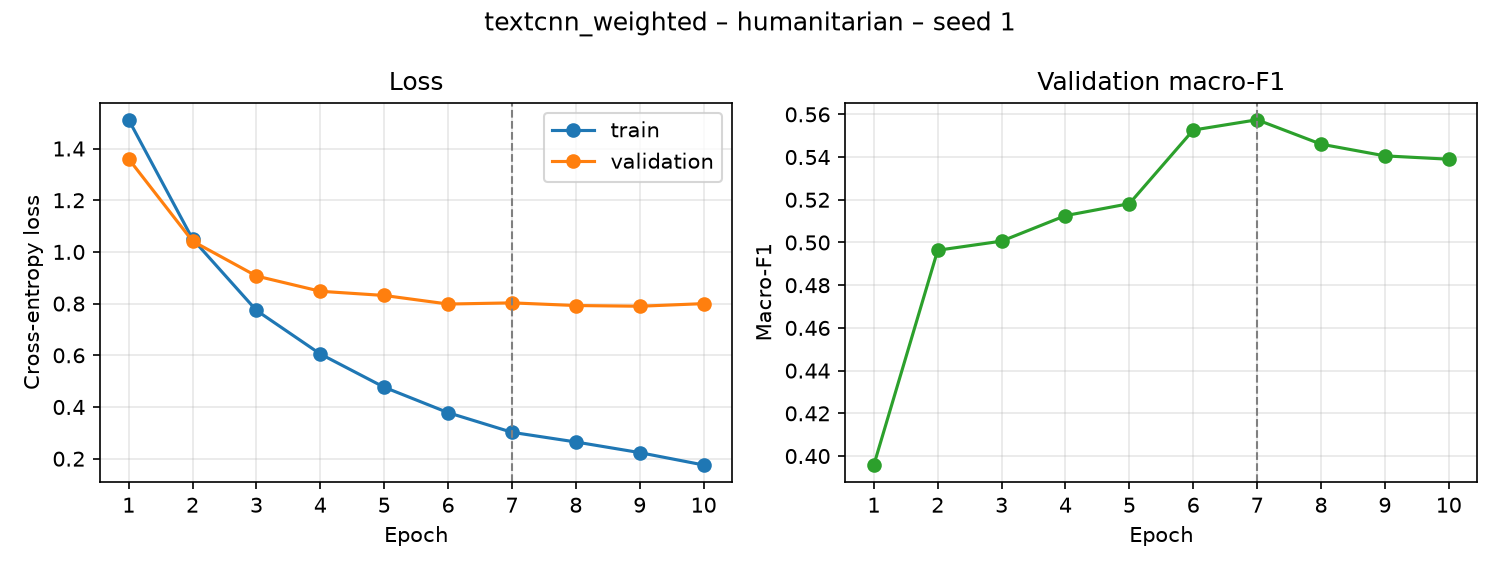 textcnn_weighted – humanitarian – seed 1
Loss
Cross-entropy loss
1.4
1.2
1.0
0.8
0.6
0.4
0.2
train
validation
1 2 3 4 5 6 7 8 9 10
Epoch
Validation macro-F1
Macro-F1
0.56
0.54
0.52
0.50
0.48
0.46
0.44
0.42
0.40
1 2 3 4 5 6 7 8 9 10
Epoch